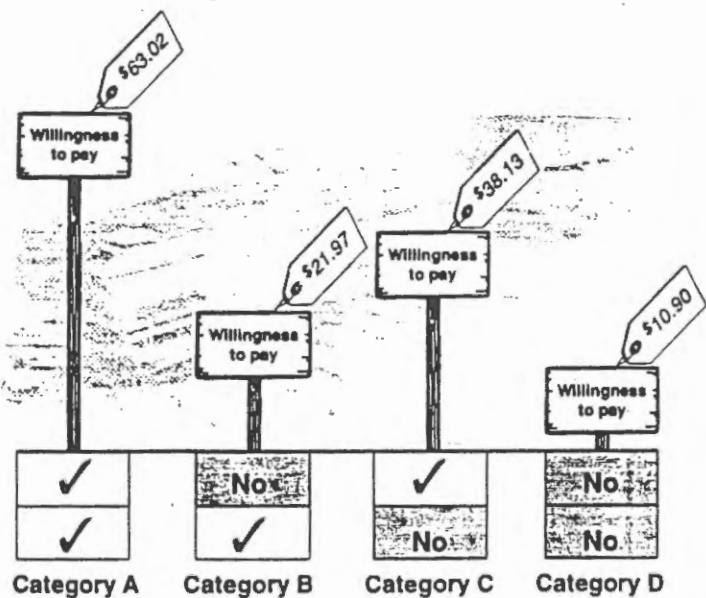 $63.02
Willingness
to pay
$21.97
Willingness
to pay
$38.13
Willingness
to pay
$10.90
Willingness
to pay
✓
No
✓
No
✓
✓
No
No
Category A
Category B
Category C
Category D